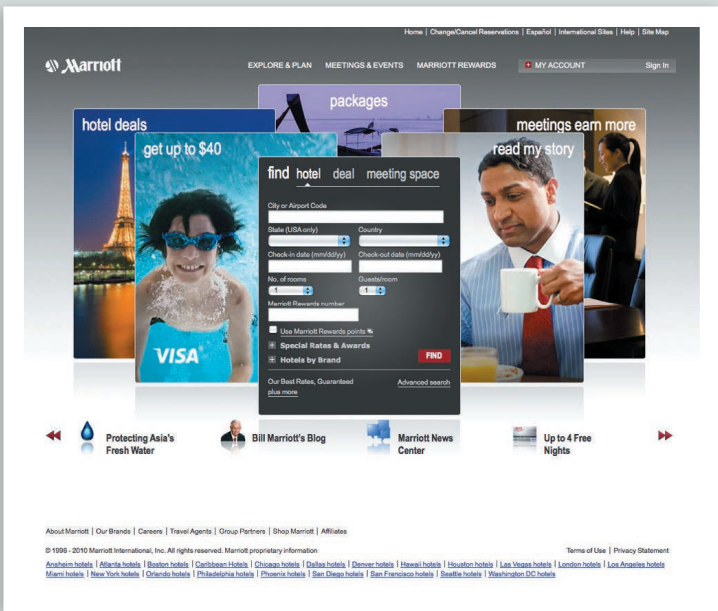 Home | Change/Cancel Reservations | Español | International Sites | Help | Site Map
Marriott
EXPLORE & PLAN MEETINGS & EVENTS MARRIOTT REWARDS MY ACCOUNT Sign In
packages
hotel deals
meetings earn more
get up to $40
read my story
find hotel deal meeting space
City or Airport Code
State (USA only) Country
Check-in date (mm/dd/yy) Check-out date (mm/dd/yy)
No. of rooms Guests/room
1 1
Marriott Rewards number
Use Marriott Rewards points
Special Rates & Awards
Hotels by Brand
FIND
VISA
Our Best Rates, Guaranteed Advanced search
plus more
Protecting Asia's
Fresh Water
Bill Marriott's Blog
Marriott News
Center
Up to 4 Free
Nights
About Marriott | Our Brands | Careers | Travel Agents | Group Partners | Shop Marriott | Affiliates
© 1996 - 2010 Marriott International, Inc. All rights reserved. Marriott proprietary information Terms of Use | Privacy Statement
Anaheim hotels | Atlanta hotels | Boston hotels | Caribbean Hotels | Chicago hotels | Dallas hotels | Denver hotels | Hawaii hotels | Houston hotels | Las Vegas hotels | London hotels | Los Angeles hotels
Miami hotels | New York hotels | Orlando hotels | Philadelphia hotels | Phoenix hotels | San Diego hotels | San Francisco hotels | Seattle hotels | Washington DC hotels